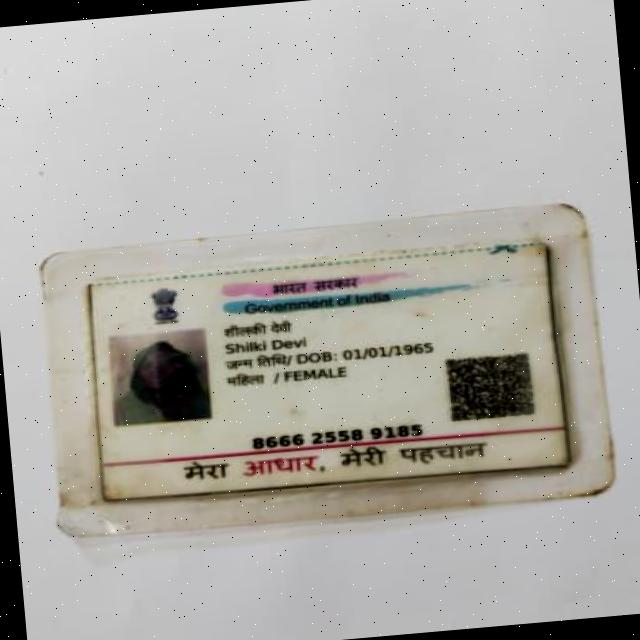 भारत सरकार
Government of India
शीलकी देवी
Shilki Devi
जन्म तिथि/ DOB: 01/01/1965
महिला / FEMALE
8666 2558 9185
मेरा आधार, मेरी पहचान